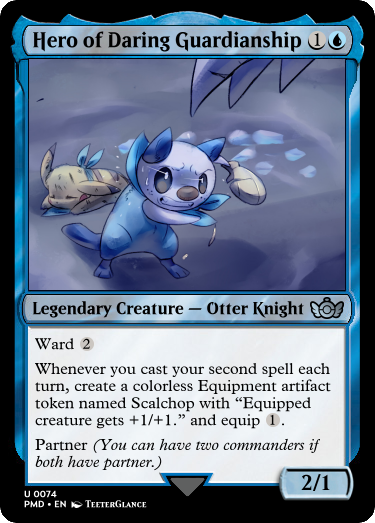 Hero of Daring Guardianship 1
Legendary Creature — Otter Knight
Ward 2
Whenever you cast your second spell each
turn, create a colorless Equipment artifact
token named Scalchop with “Equipped
creature gets +1/+1.” and equip 1.
Partner (You can have two commanders if
both have partner.)
2/1
U 0074
PMD • EN TeeterGlance